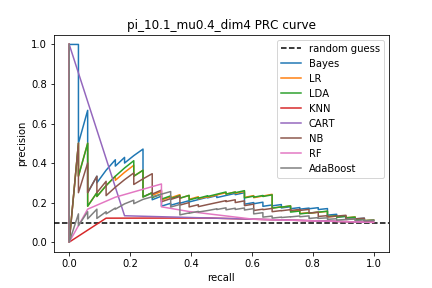 pi_10.1_mu0.4_dim4 PRC curve
1.0
0.8
0.6
0.4
0.2
0.0
precision
random guess
Bayes
LR
LDA
KNN
CART
NB
RF
AdaBoost
0.0 0.2 0.4 0.6 0.8 1.0
recall